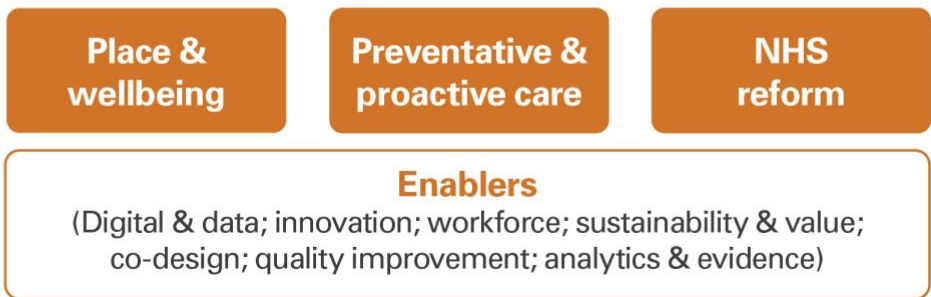 Place &
wellbeing
Preventative &
proactive care
NHS
reform
Enablers
(Digital & data; innovation; workforce; sustainability & value;
co-design; quality improvement; analytics & evidence)